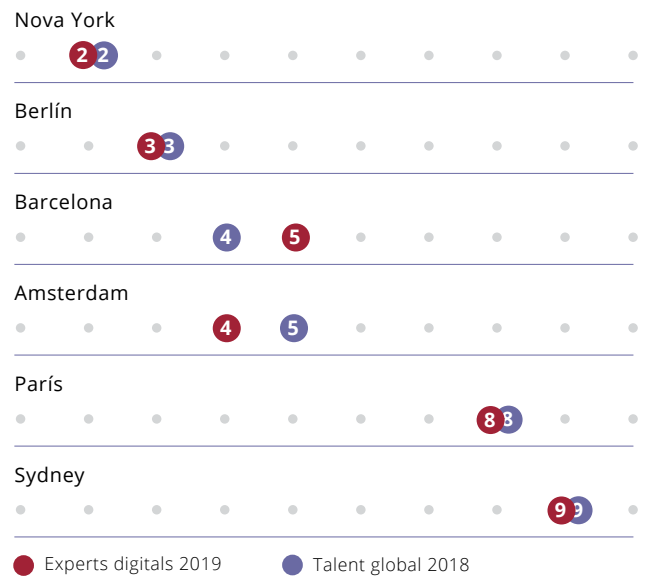 Nova York
2 2
Berlín
3 3
Barcelona
4 5
Amsterdam
4 5
París
8 8
Sydney
9 9
Experts digitals 2019 Talent global 2018